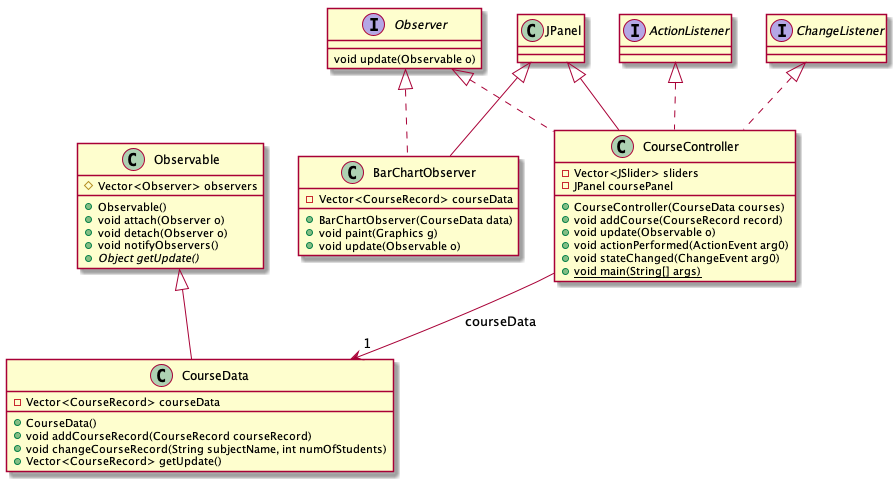 I Observer
void update(Observable o)
C JPanel
I ActionListener
I ChangeListener
C Observable
Vector<Observer> observers
Observable()
void attach(Observer o)
void detach(Observer o)
void notifyObservers()
Object getUpdate()
C BarChartObserver
Vector<CourseRecord> courseData
BarChartObserver(CourseData data)
void paint(Graphics g)
void update(Observable o)
C CourseController
Vector<JSlider> sliders
JPanel coursePanel
CourseController(CourseData courses)
void addCourse(CourseRecord record)
void update(Observable o)
void actionPerformed(ActionEvent arg0)
void stateChanged(ChangeEvent arg0)
void main(String[] args)
courseData
1
C CourseData
Vector<CourseRecord> courseData
CourseData()
void addCourseRecord(CourseRecord courseRecord)
void changeCourseRecord(String subjectName, int numOfStudents)
Vector<CourseRecord> getUpdate()